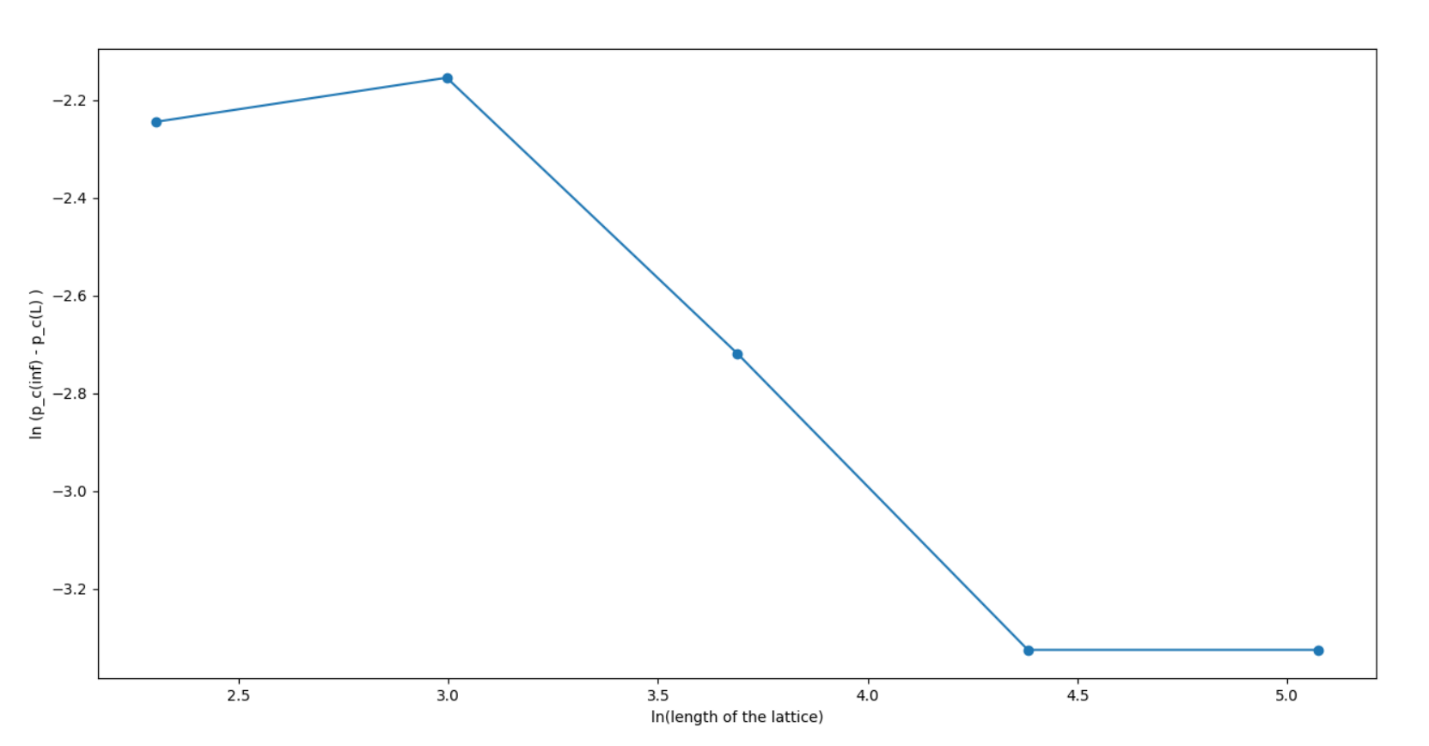 −2.2
−2.4
−2.6
−2.8
−3.0
−3.2
ln (p_c(inf) - p_c(L) )
2.5 3.0 3.5 4.0 4.5 5.0
ln(length of the lattice)